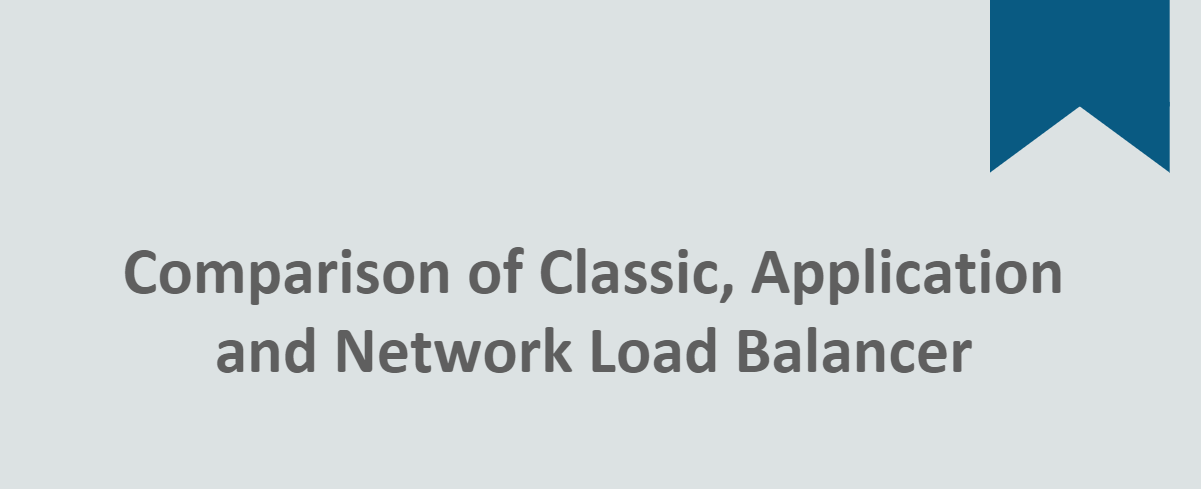 Comparison of Classic, Application
and Network Load Balancer